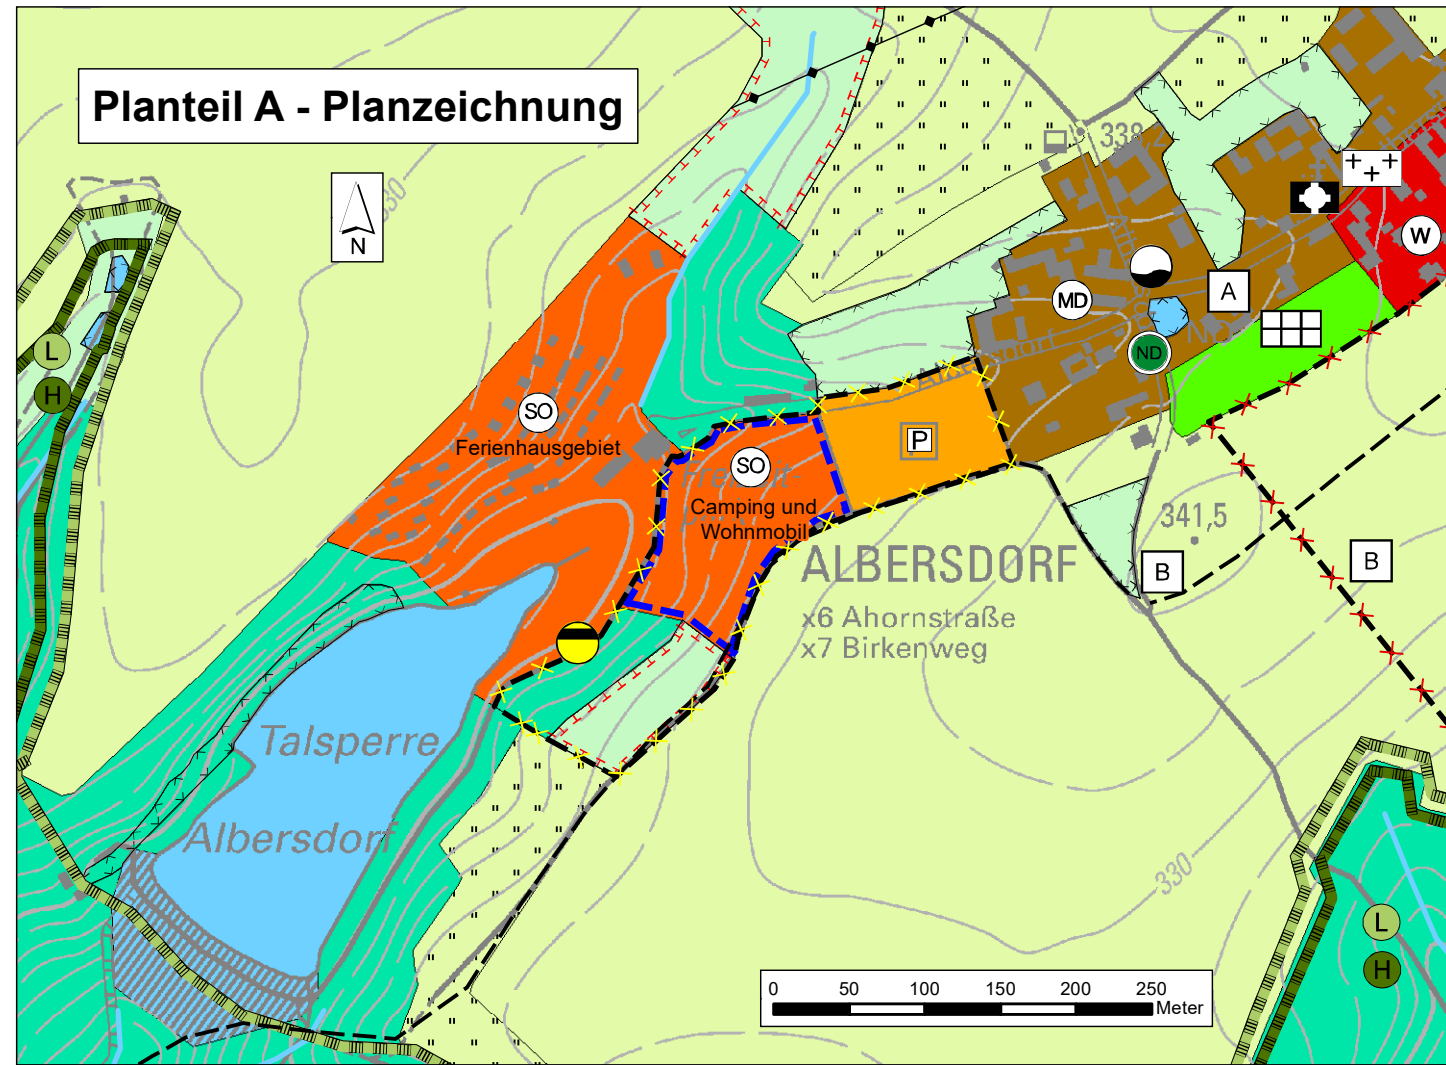 Planteil A - Planzeichnung
N
330
338,2
W
A
MD
ND
L
H
SO
Ferienhausgebiet
SO
Camping und
Wohnmobil
P
341,5
B
B
ALBERSDORF
x6 Ahornstraße
x7 Birkenweg
Talsperre
Albersdorf
330
L
H
0 50 100 150 200 250
Meter